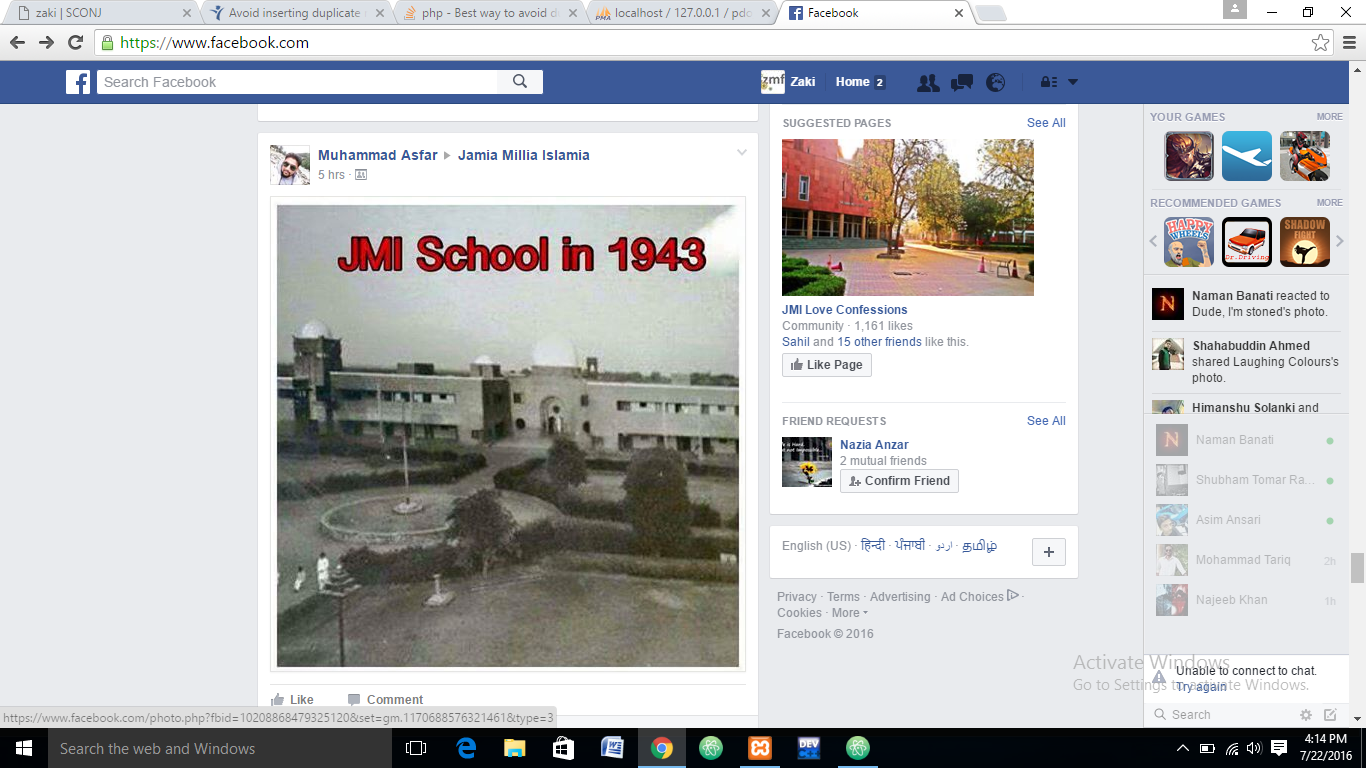 zaki | SCONJ
Avoid inserting duplicate
php - Best way to avoid d
localhost / 127.0.0.1 / pdc
Facebook
https://www.facebook.com
Search Facebook
Zaki
Home 2
Muhammad Asfar ▸ Jamia Millia Islamia
5 hrs ·
JMI School in 1943
Like
Comment
SUGGESTED PAGES
See All
JMI Love Confessions
Community · 1,161 likes
Sahil and 15 other friends like this.
Like Page
FRIEND REQUESTS
See All
Nazia Anzar
2 mutual friends
Confirm Friend
English (US) · हिन्दी · ਪੰਜਾਬੀ · اردو · தமிழ்
Privacy · Terms · Advertising · Ad Choices ·
Cookies · More
Facebook © 2016
YOUR GAMES
MORE
RECOMMENDED GAMES
MORE
HAPPY WHEELS
Dr. Driving
SHADOW FIGHT
Naman Banati reacted to
Dude, I'm stoned's photo.
Shahabuddin Ahmed
shared Laughing Colours's
photo.
Himanshu Solanki and
Naman Banati
Shubham Tomar Ra...
Asim Ansari
Mohammad Tariq 2h
Najeeb Khan 1h
Activate Windows
Go to Settings to activate Windows.
Unable to connect to chat.
Try again
Search
https://www.facebook.com/photo.php?fbid=10208868479325120&set=gm.1170688576321461&type=3
Search the web and Windows
DEV
4:14 PM
7/22/2016